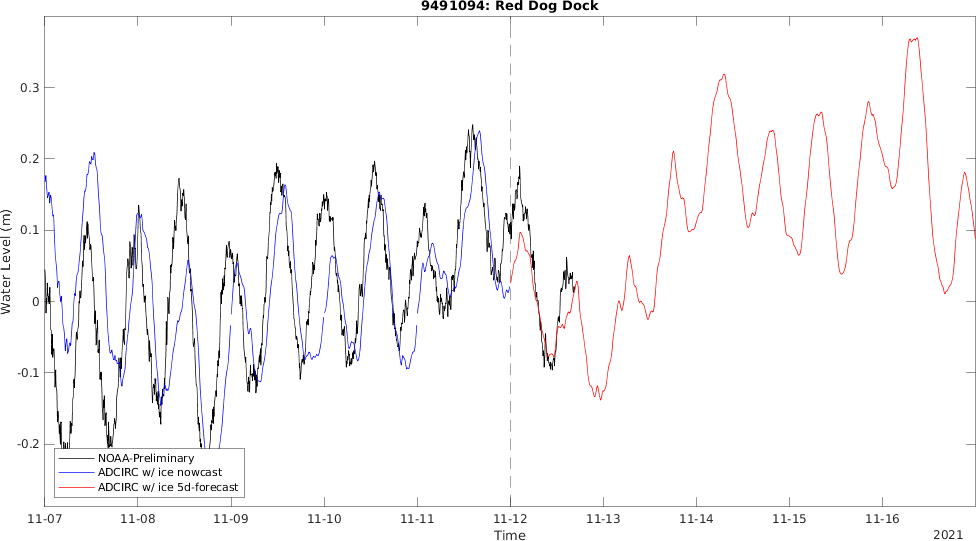 9491094: Red Dog Dock
Water Level (m)
0.3
0.2
0.1
0
-0.1
-0.2
NOAA-Preliminary
ADCIRC w/ ice nowcast
ADCIRC w/ ice 5d-forecast
11-07 11-08 11-09 11-10 11-11 11-12 11-13 11-14 11-15 11-16
Time
2021